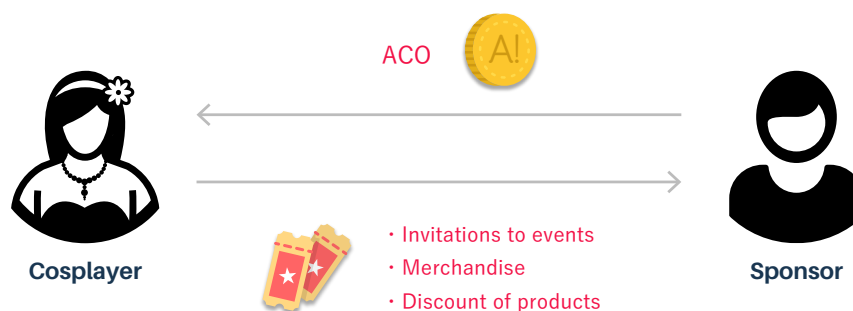 ACO
A!
・Invitations to events
・Merchandise
・Discount of products
Cosplayer
Sponsor